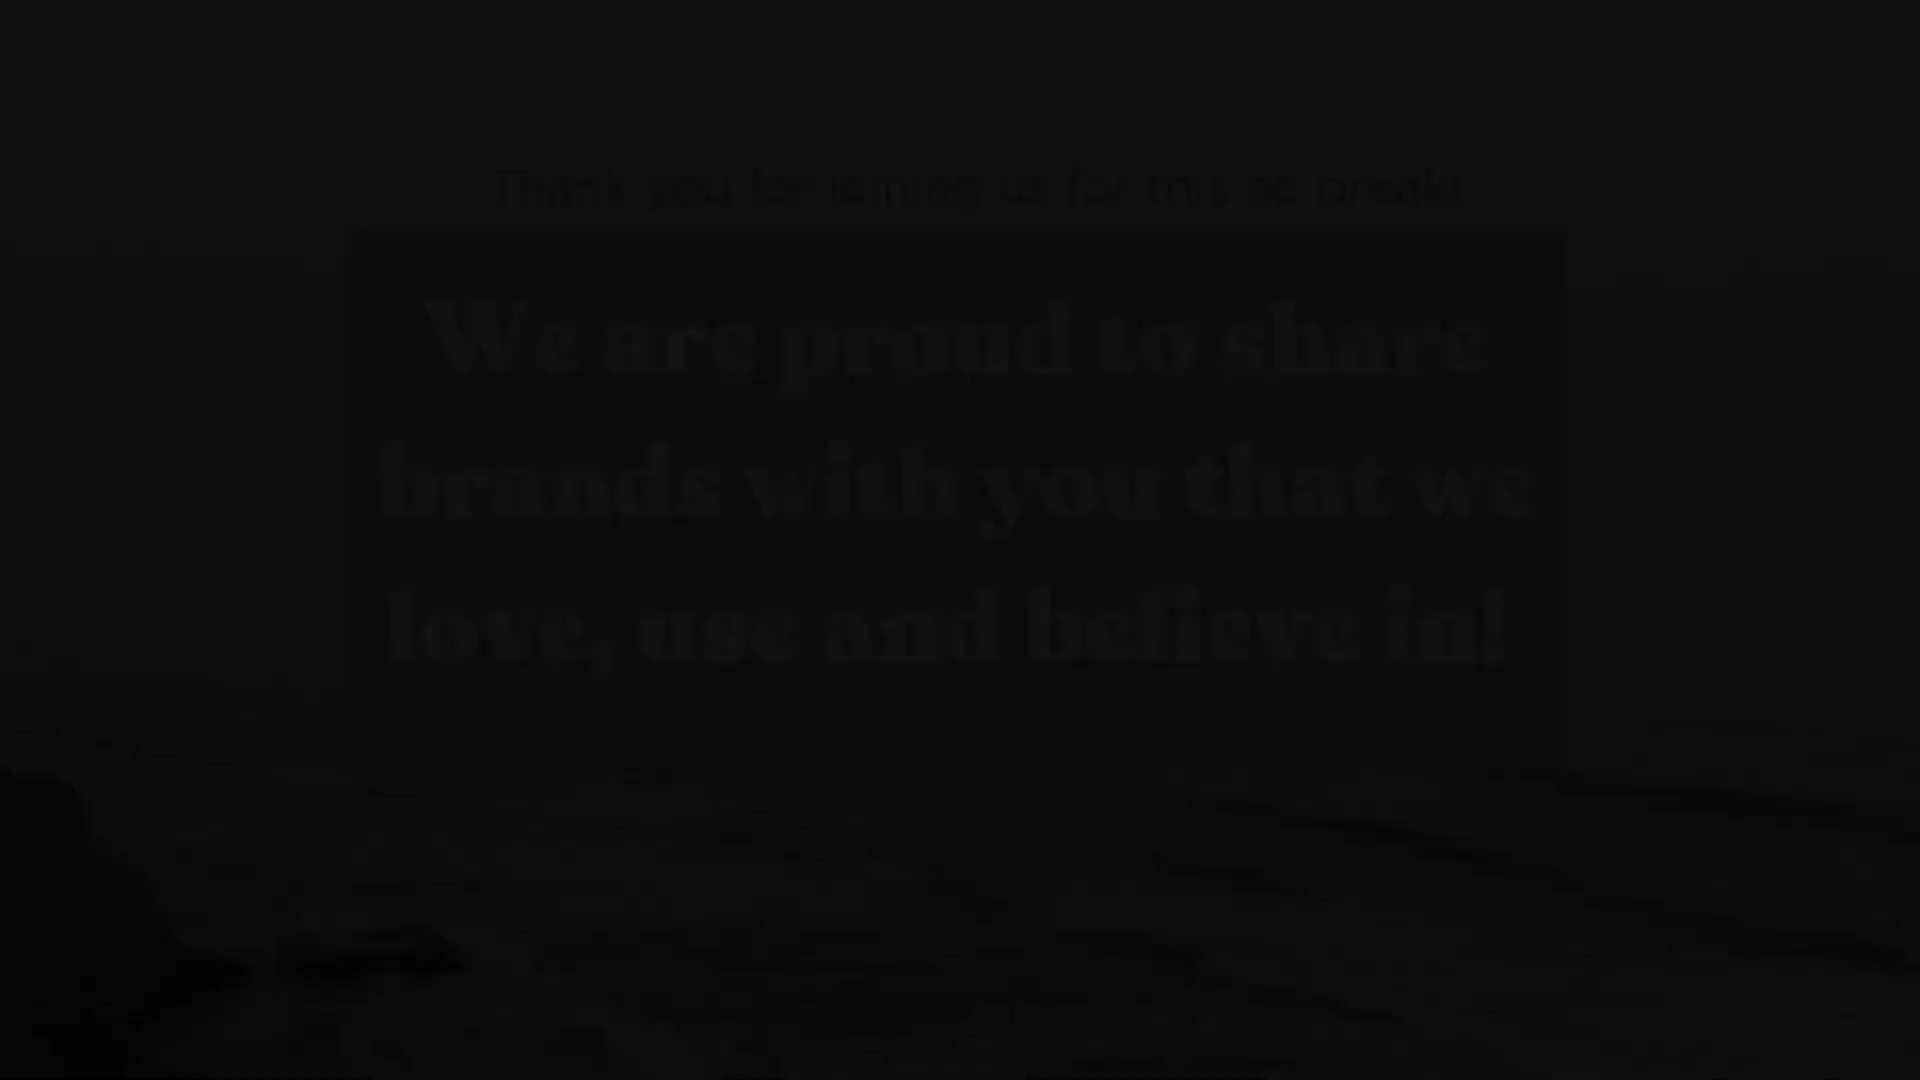 Thank you for joining us for this ad break!
We are proud to share
brands with you that we
love, use and believe in!